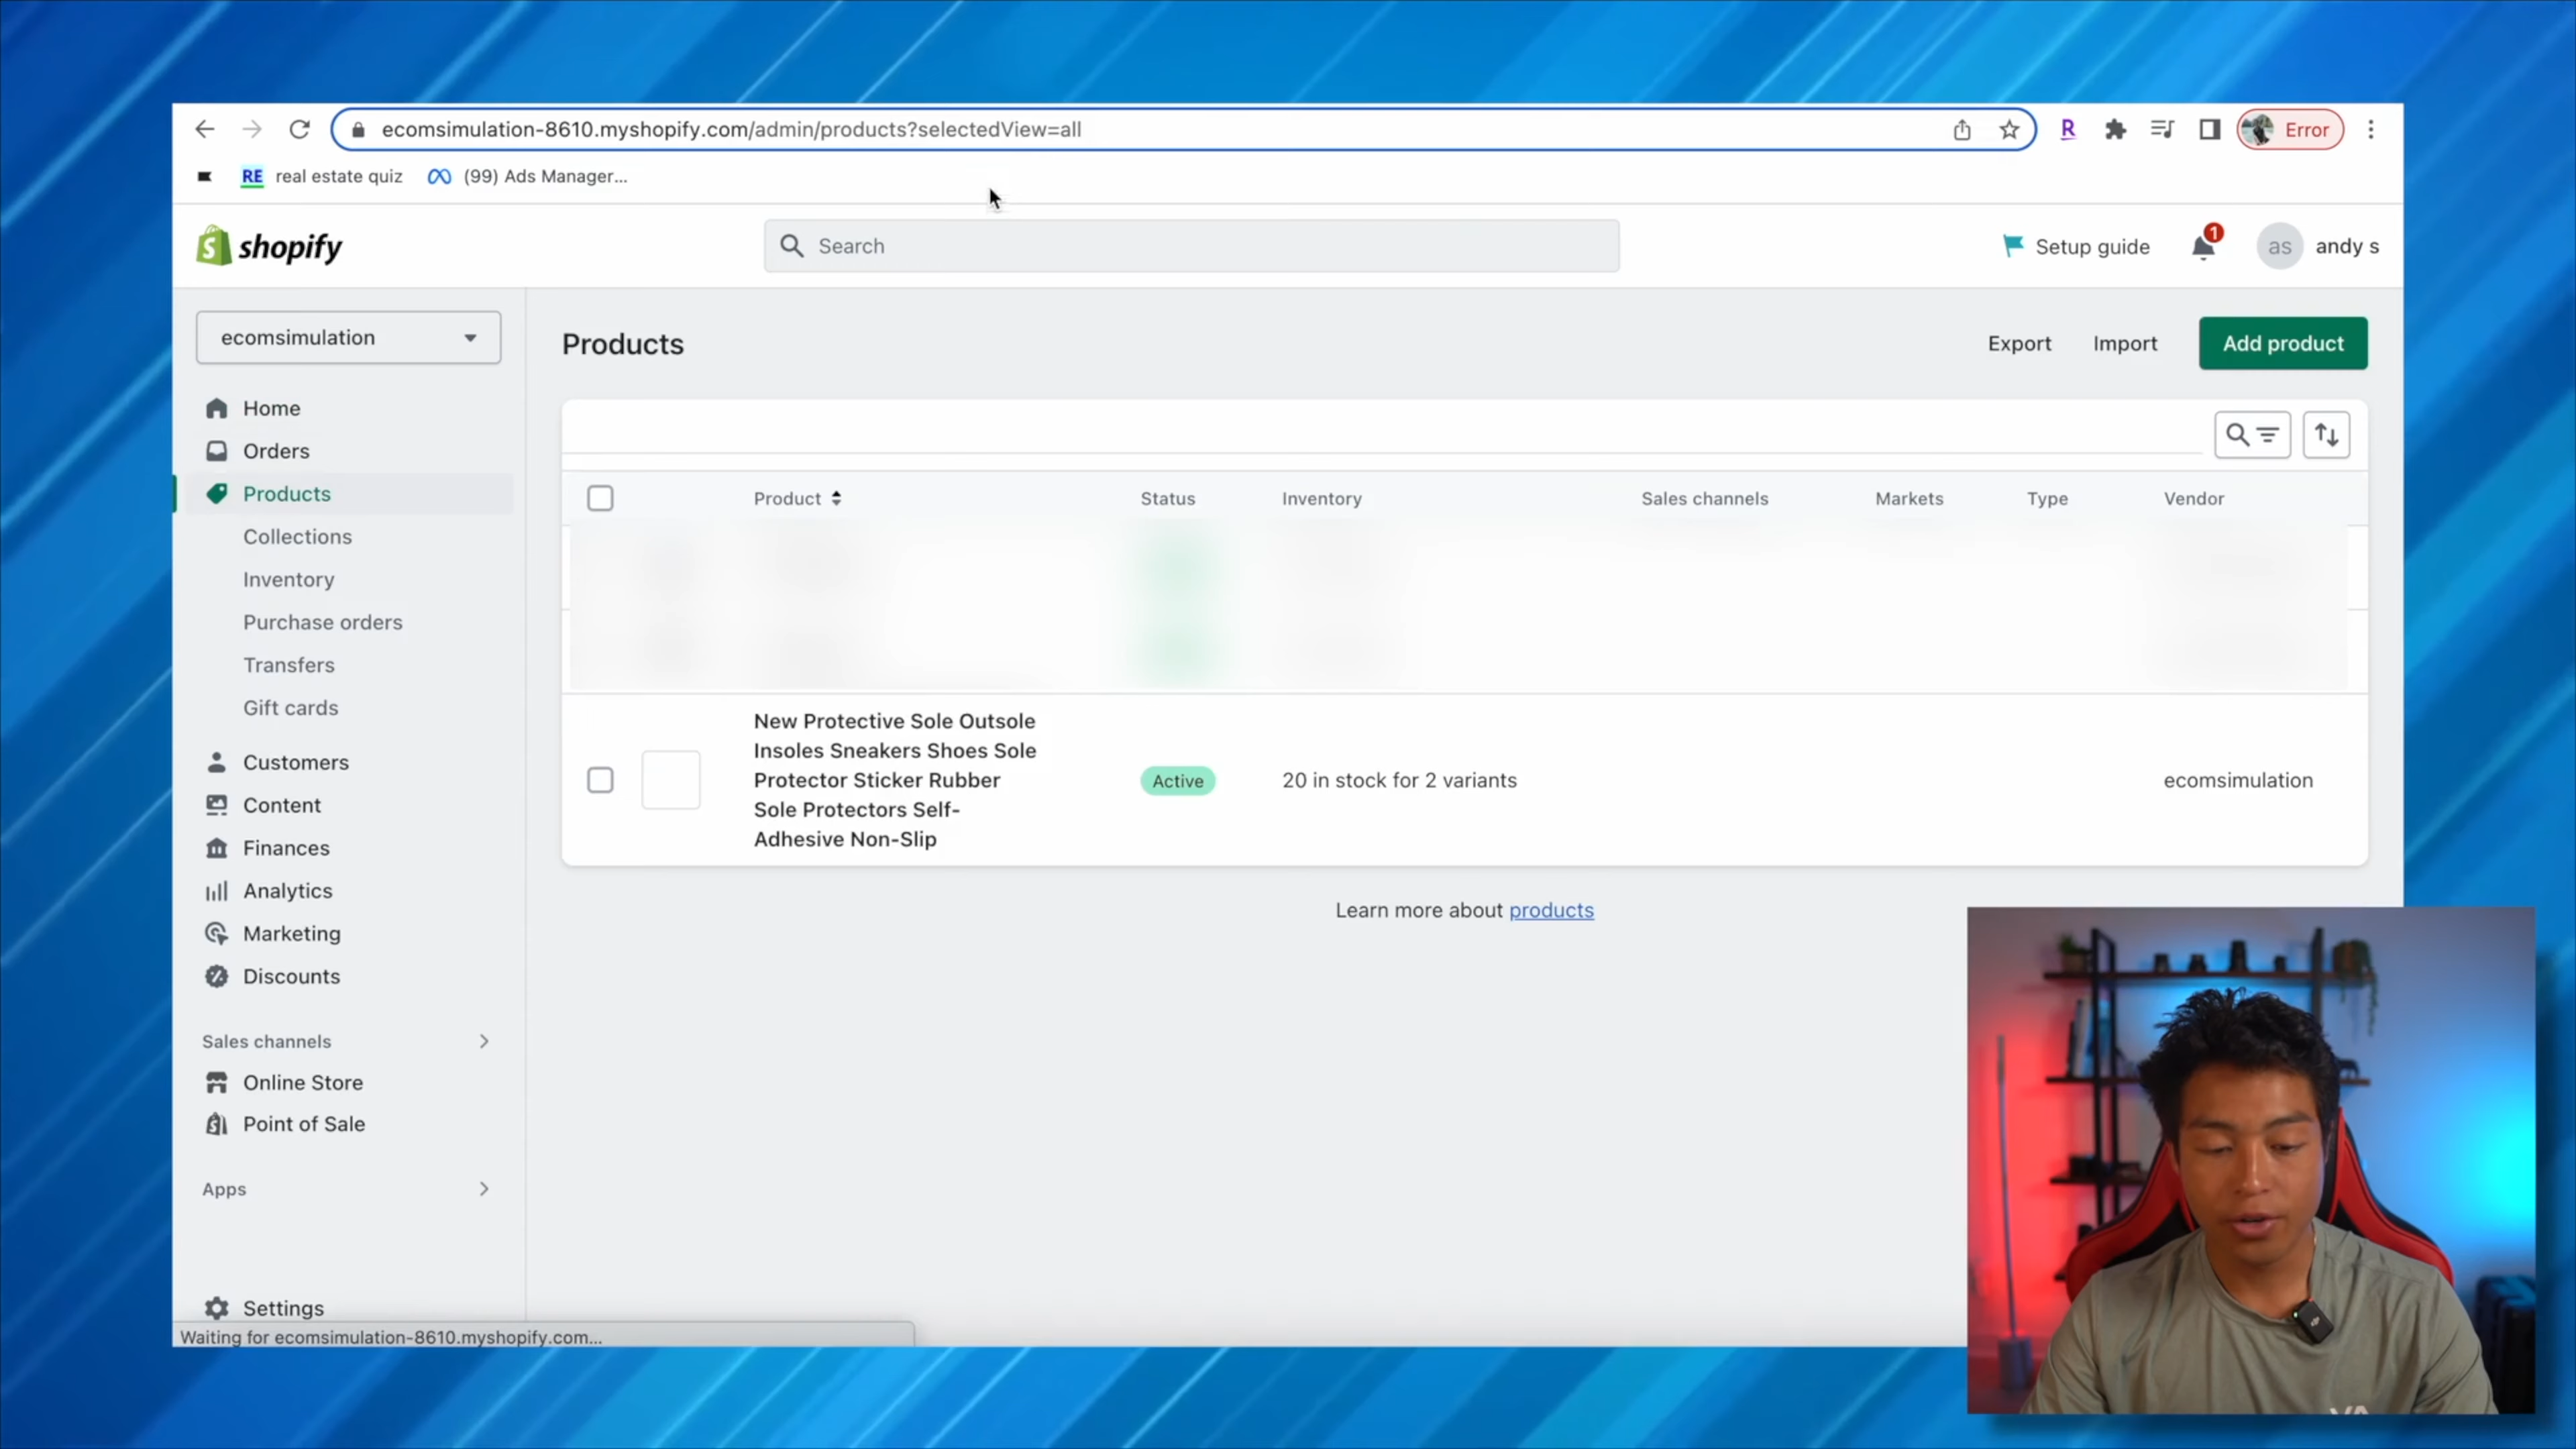 ecomsimulation-8610.myshopify.com/admin/products?selectedView=all
Error
RE real estate quiz
(99) Ads Manager...
shopify
Search
Setup guide
1
as
andy s
ecomsimulation
Home
Orders
Products
Collections
Inventory
Purchase orders
Transfers
Gift cards
Customers
Content
Finances
Analytics
Marketing
Discounts
Sales channels
Online Store
Point of Sale
Apps
Settings
Waiting for ecomsimulation-8610.myshopify.com...
Products
Export
Import
Add product
Product
Status
Inventory
Sales channels
Markets
Type
Vendor
New Protective Sole Outsole
Insoles Sneakers Shoes Sole
Protector Sticker Rubber
Sole Protectors Self-
Adhesive Non-Slip
Active
20 in stock for 2 variants
ecomsimulation
Learn more about products